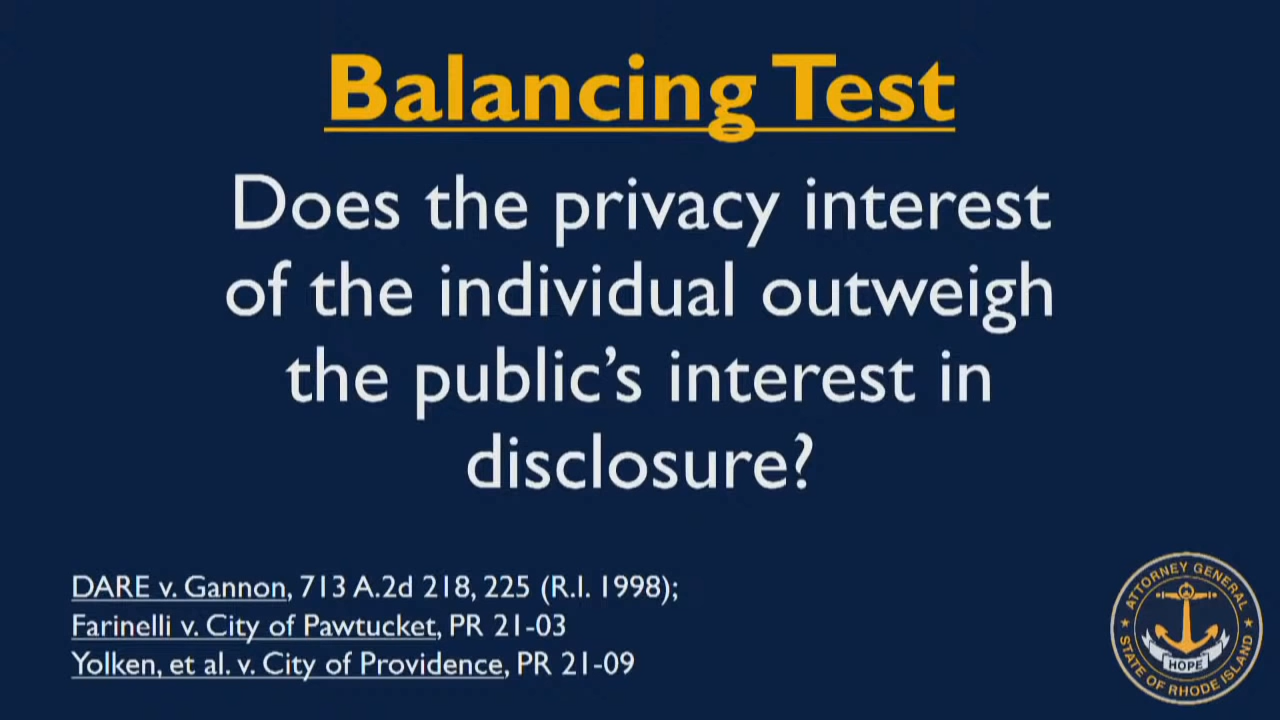 Balancing Test
Does the privacy interest
of the individual outweigh
the public’s interest in
disclosure?
DARE v. Gannon, 713 A.2d 218, 225 (R.I. 1998);
Farinelli v. City of Pawtucket, PR 21-03
Yolken, et al. v. City of Providence, PR 21-09
ATTORNEY GENERAL
HOPE
STATE OF RHODE ISLAND